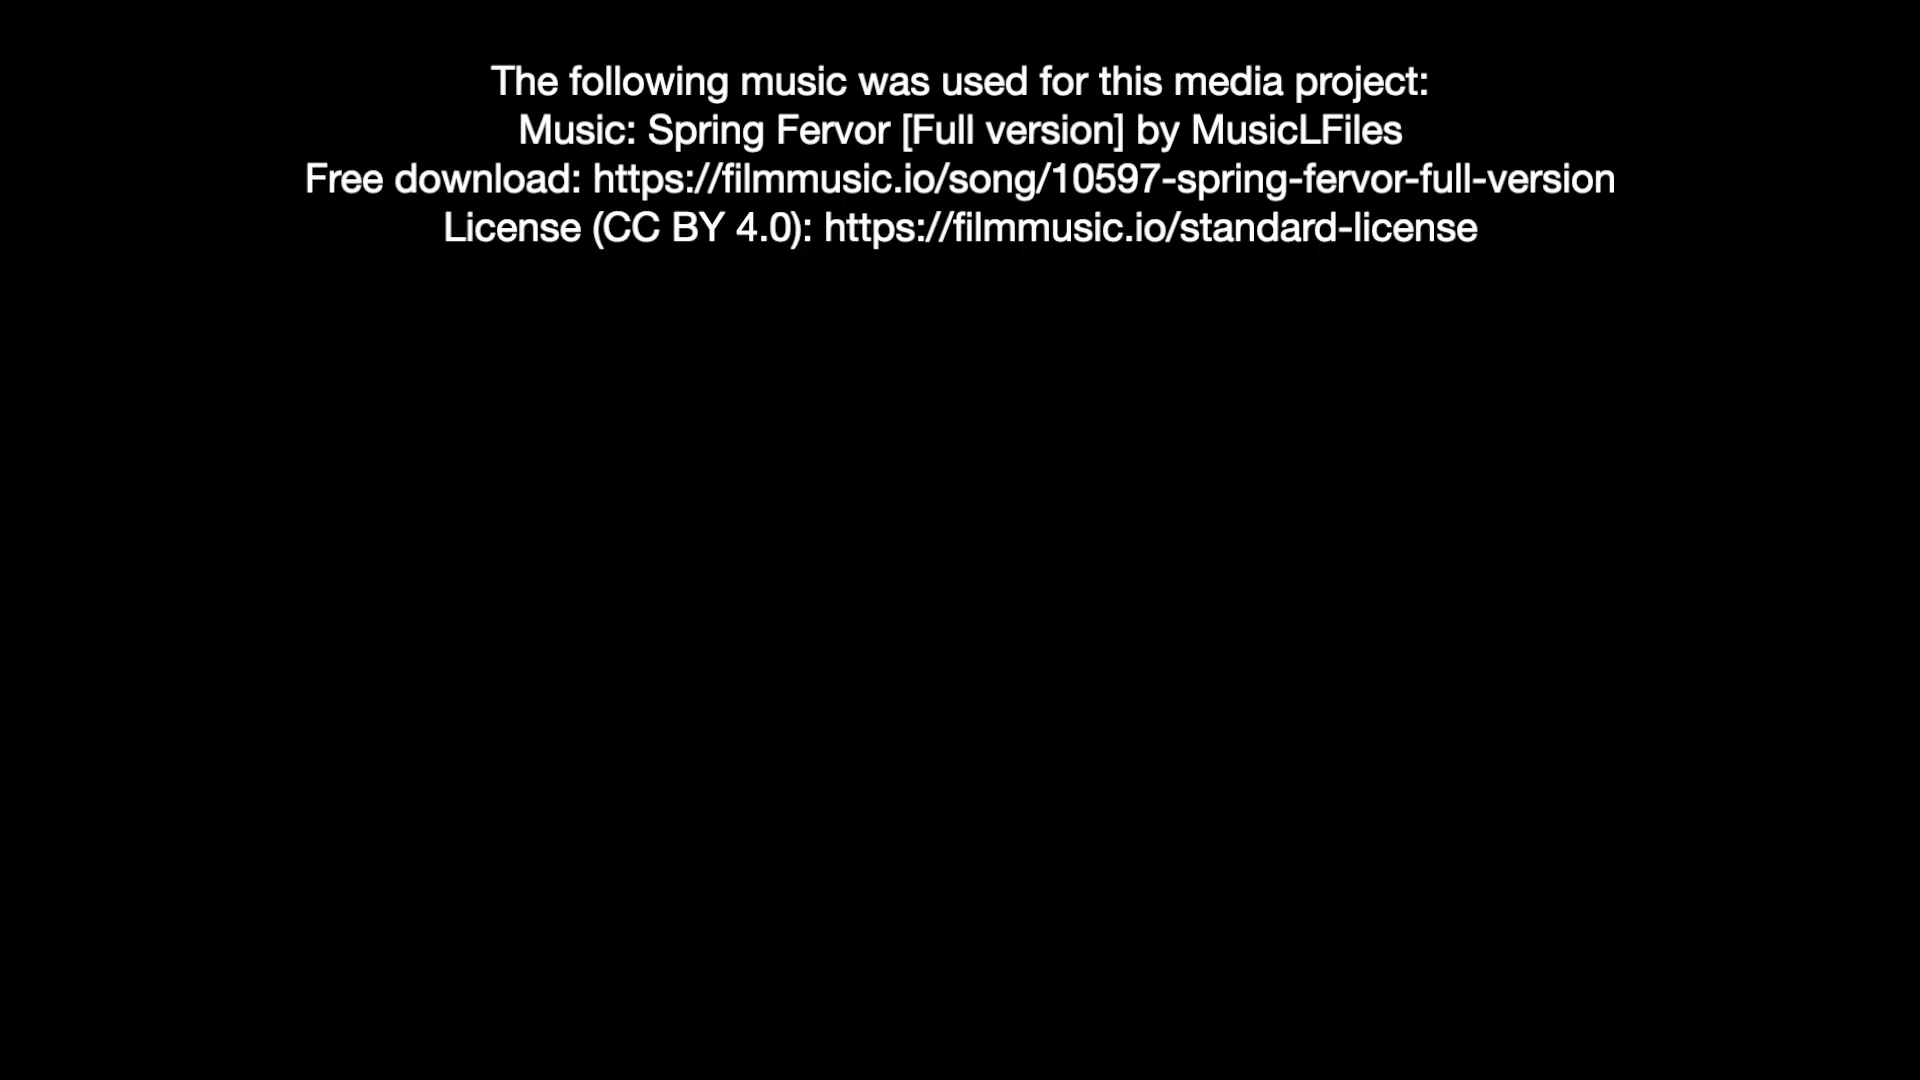 The following music was used for this media project:
Music: Spring Fervor [Full version] by MusicLFiles
Free download: https://filmmusic.io/song/10597-spring-fervor-full-version
License (CC BY 4.0): https://filmmusic.io/standard-license